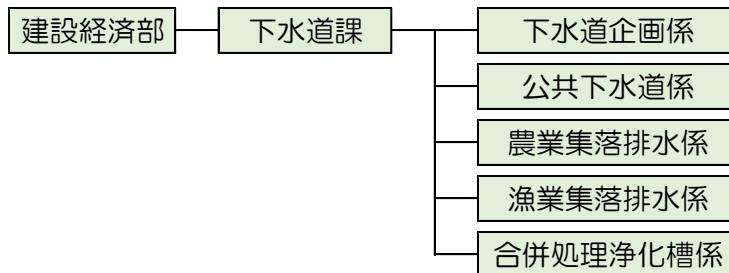 建設経済部
下水道課
下水道企画係
公共下水道係
農業集落排水係
漁業集落排水係
合併処理浄化槽係